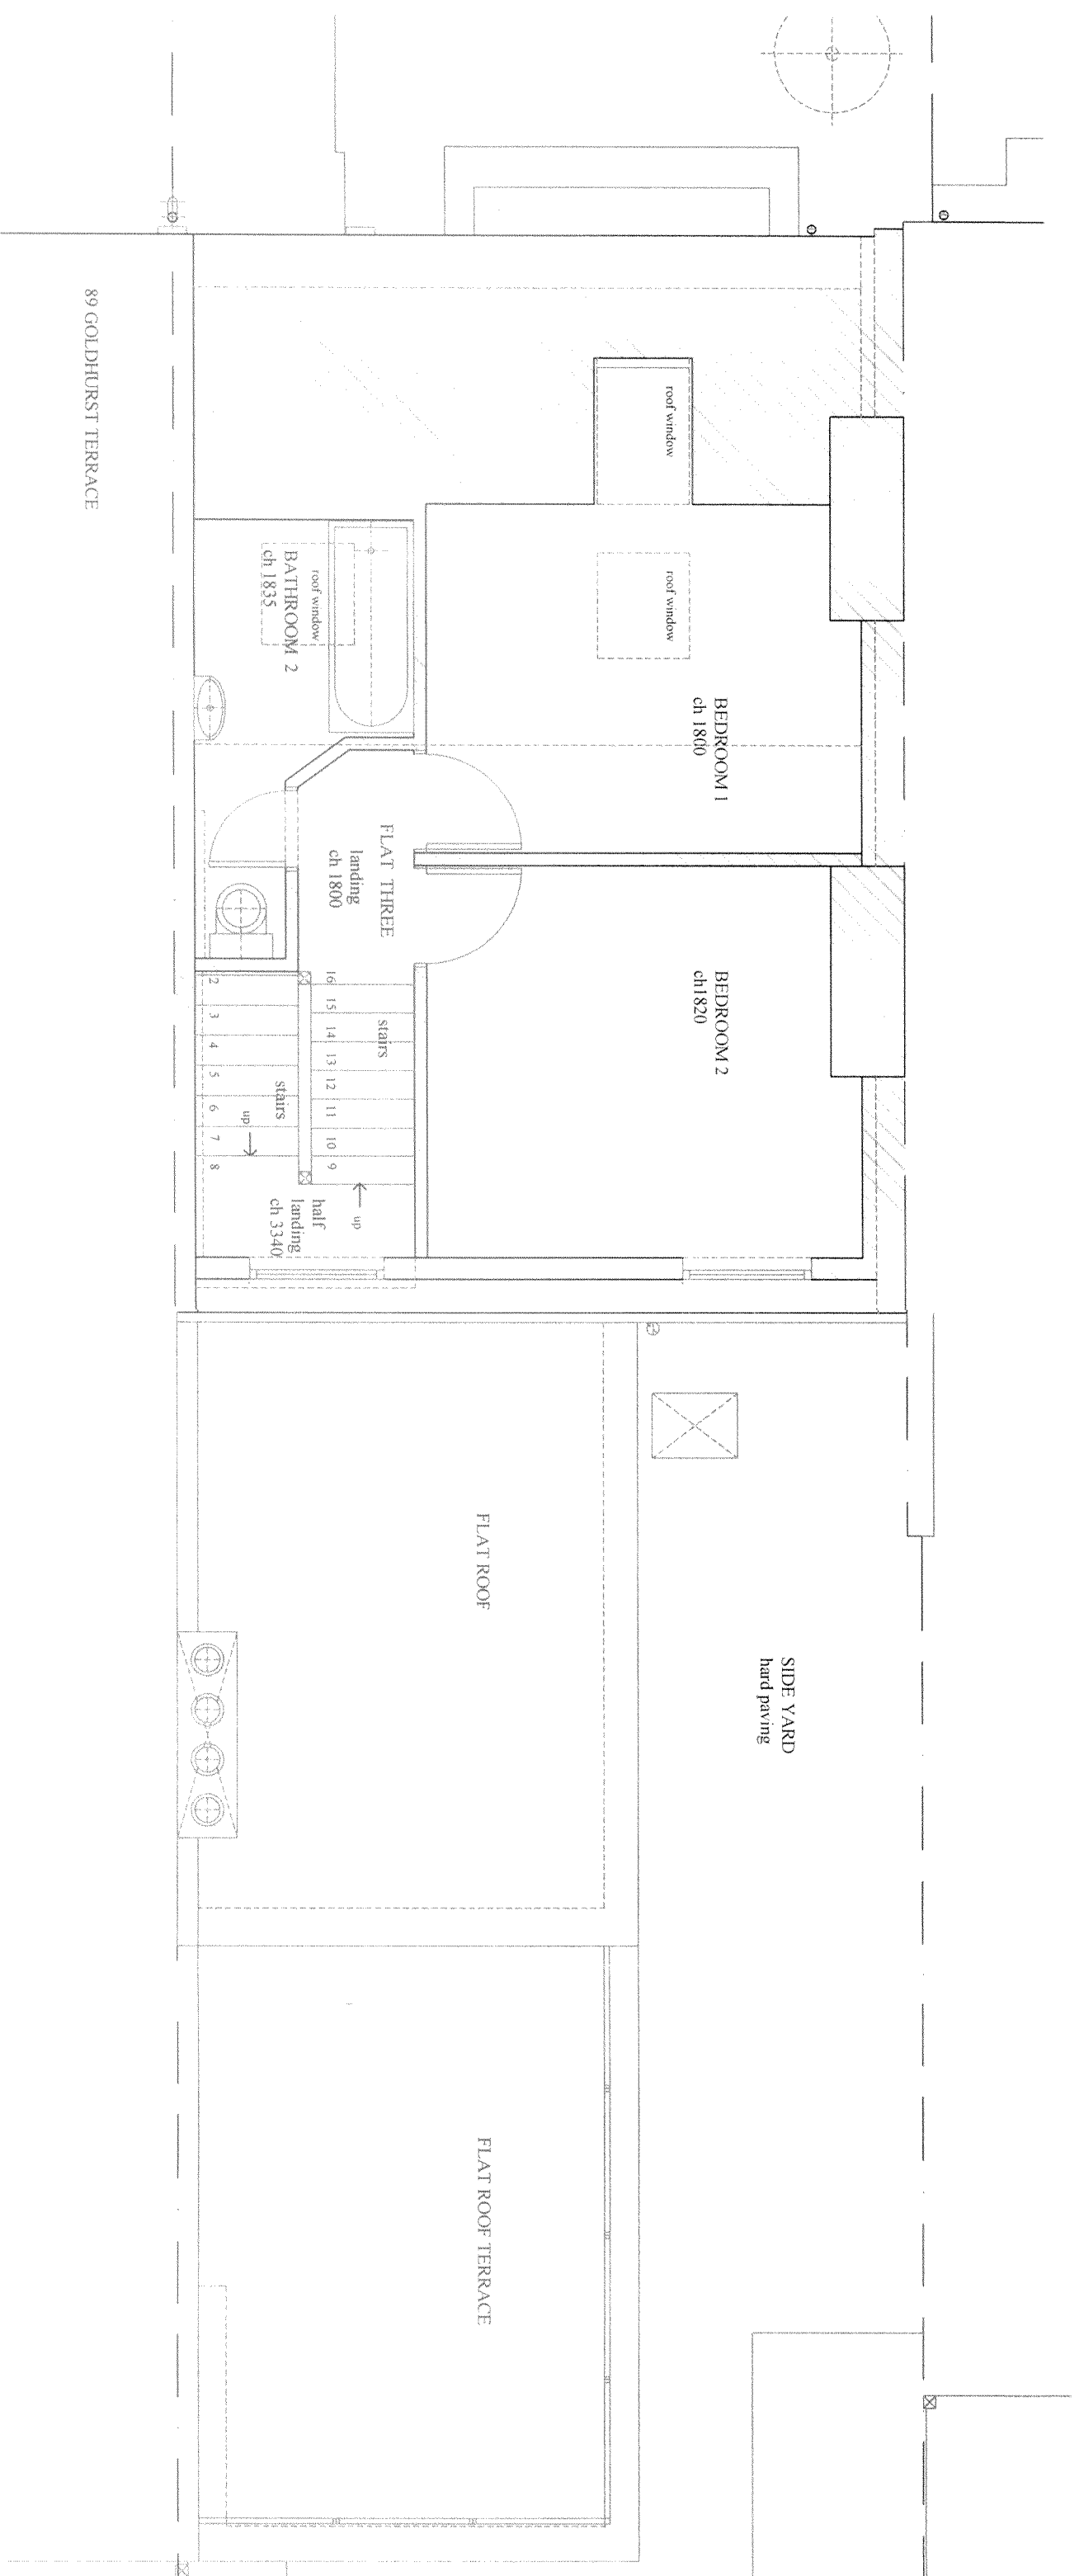 89 GOLDHURST TERRACE
roof window
roof window
BEDROOM 1
ch 1800
roof window
BATHROOM 2
ch 1835
FLAT THREE
landing
ch 1800
BEDROOM 2
ch1820
16
15
14
13
12
11
10
9
stairs
up
2
3
4
5
6
7
8
stairs
up
half
landing
ch 3340
FLAT ROOF
SIDE YARD
hard paving
FLAT ROOF TERRACE